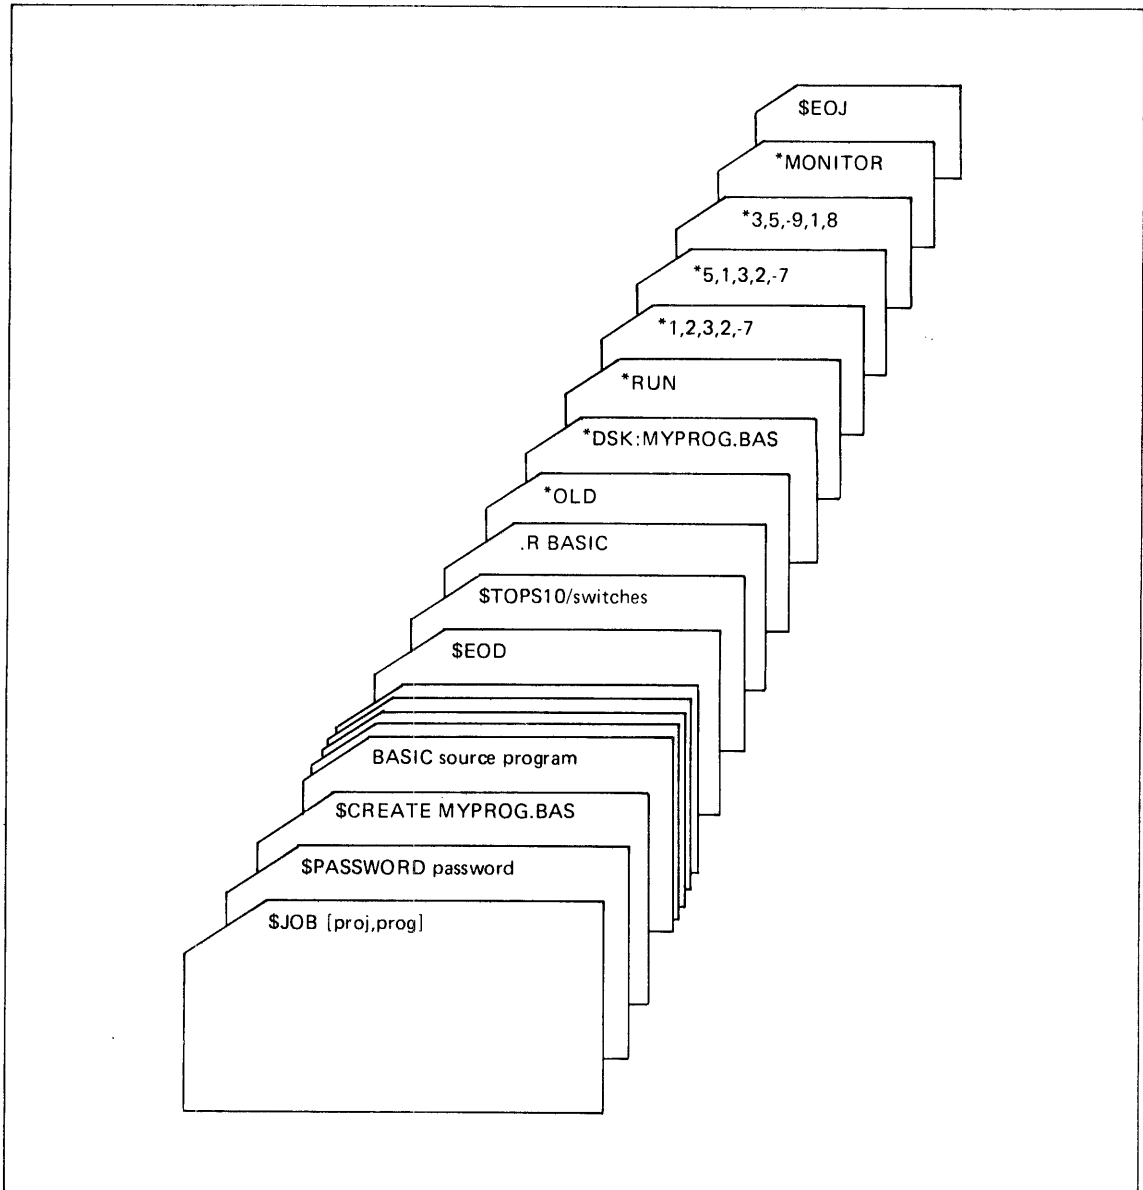 $EOJ
*MONITOR
*3,5,-9,1,8
*5,1,3,2,-7
*1,2,3,2,-7
*RUN
*DSK:MYPROG.BAS
*OLD
.R BASIC
$TOPS10/switches
$EOD
BASIC source program
$CREATE MYPROG.BAS
$PASSWORD password
$JOB [proj,prog]